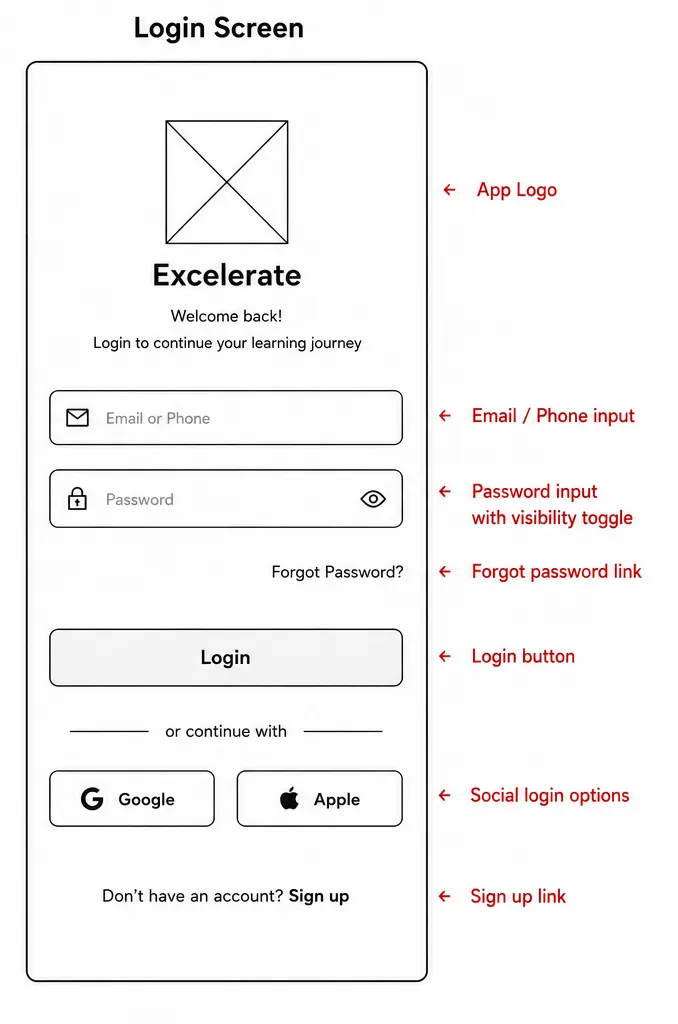 Login Screen
← App Logo
Excelerate
Welcome back!
Login to continue your learning journey
Email or Phone
← Email / Phone input
Password
← Password input
with visibility toggle
Forgot Password?
← Forgot password link
Login
← Login button
or continue with
Google
Apple
← Social login options
Don't have an account? Sign up
← Sign up link